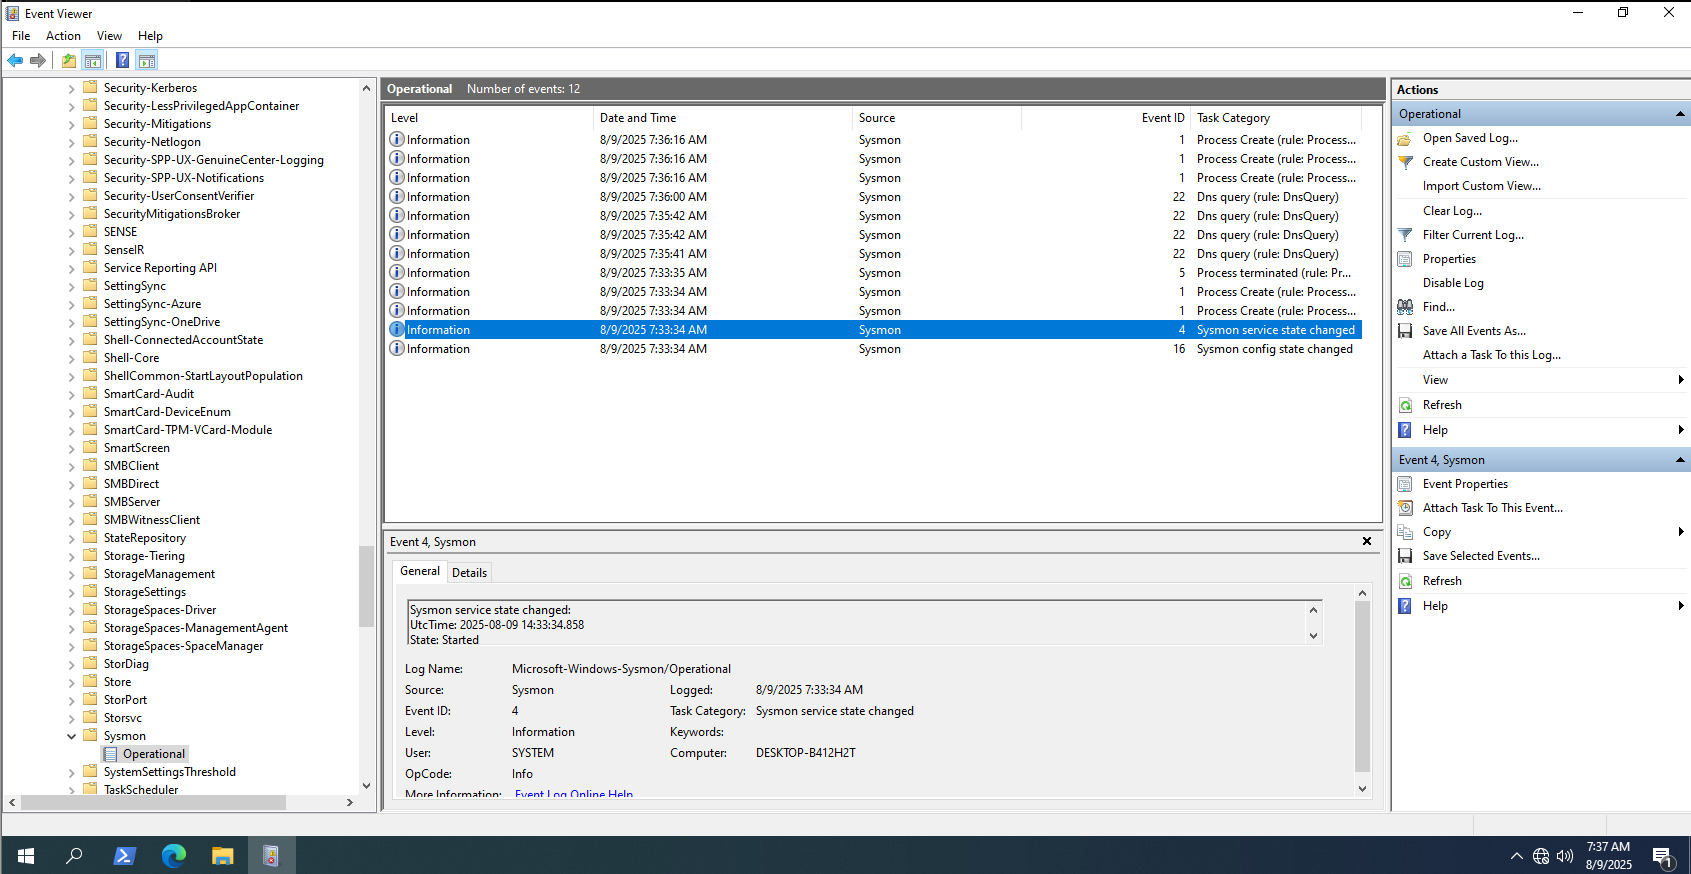 Event Viewer
File Action View Help
Security-Kerberos
Security-LessPrivilegedAppContainer
Security-Mitigations
Security-Netlogon
Security-SPP-UX-GenuineCenter-Logging
Security-SPP-UX-Notifications
Security-UserConsentVerifier
SecurityMitigationsBroker
SENSE
SenseIR
Service Reporting API
SettingSync
SettingSync-Azure
SettingSync-OneDrive
Shell-ConnectedAccountState
Shell-Core
ShellCommon-StartLayoutPopulation
SmartCard-Audit
SmartCard-DeviceEnum
SmartCard-TPM-VCard-Module
SmartScreen
SMBClient
SMBDirect
SMBServer
SMBWitnessClient
StateRepository
Storage-Tiering
StorageManagement
StorageSettings
StorageSpaces-Driver
StorageSpaces-ManagementAgent
StorageSpaces-SpaceManager
StorDiag
Store
StorPort
Storsvc
Sysmon
Operational
SystemSettingsThreshold
TaskScheduler
Operational Number of events: 12
Level Date and Time Source Event ID Task Category
Information 8/9/2025 7:36:16 AM Sysmon 1 Process Create (rule: Process...
Information 8/9/2025 7:36:16 AM Sysmon 1 Process Create (rule: Process...
Information 8/9/2025 7:36:16 AM Sysmon 1 Process Create (rule: Process...
Information 8/9/2025 7:36:00 AM Sysmon 22 Dns query (rule: DnsQuery)
Information 8/9/2025 7:35:42 AM Sysmon 22 Dns query (rule: DnsQuery)
Information 8/9/2025 7:35:42 AM Sysmon 22 Dns query (rule: DnsQuery)
Information 8/9/2025 7:35:41 AM Sysmon 22 Dns query (rule: DnsQuery)
Information 8/9/2025 7:33:35 AM Sysmon 5 Process terminated (rule: Pr...
Information 8/9/2025 7:33:34 AM Sysmon 1 Process Create (rule: Process...
Information 8/9/2025 7:33:34 AM Sysmon 1 Process Create (rule: Process...
Information 8/9/2025 7:33:34 AM Sysmon 4 Sysmon service state changed
Information 8/9/2025 7:33:34 AM Sysmon 16 Sysmon config state changed
Event 4, Sysmon
General Details
Sysmon service state changed:
UtcTime: 2025-08-09 14:33:34.858
State: Started
Log Name: Microsoft-Windows-Sysmon/Operational
Source: Sysmon Logged: 8/9/2025 7:33:34 AM
Event ID: 4 Task Category: Sysmon service state changed
Level: Information Keywords:
User: SYSTEM Computer: DESKTOP-B412H2T
OpCode: Info
More Information: Event Log Online Help
Actions
Operational
Open Saved Log...
Create Custom View...
Import Custom View...
Clear Log...
Filter Current Log...
Properties
Disable Log
Find...
Save All Events As...
Attach a Task To this Log...
View
Refresh
Help
Event 4, Sysmon
Event Properties
Attach Task To This Event...
Copy
Save Selected Events...
Refresh
Help
7:37 AM
8/9/2025
1